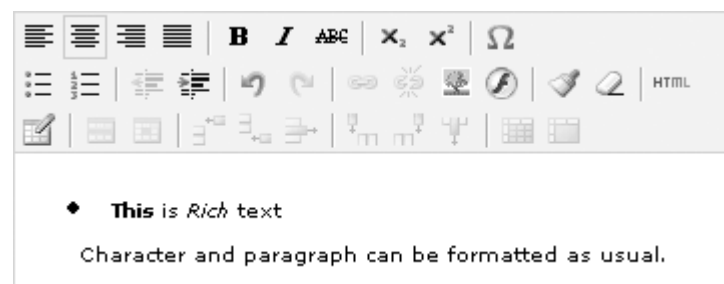 B I ABC X₂ X² Ω
HTML
This is Rich text
Character and paragraph can be formatted as usual.